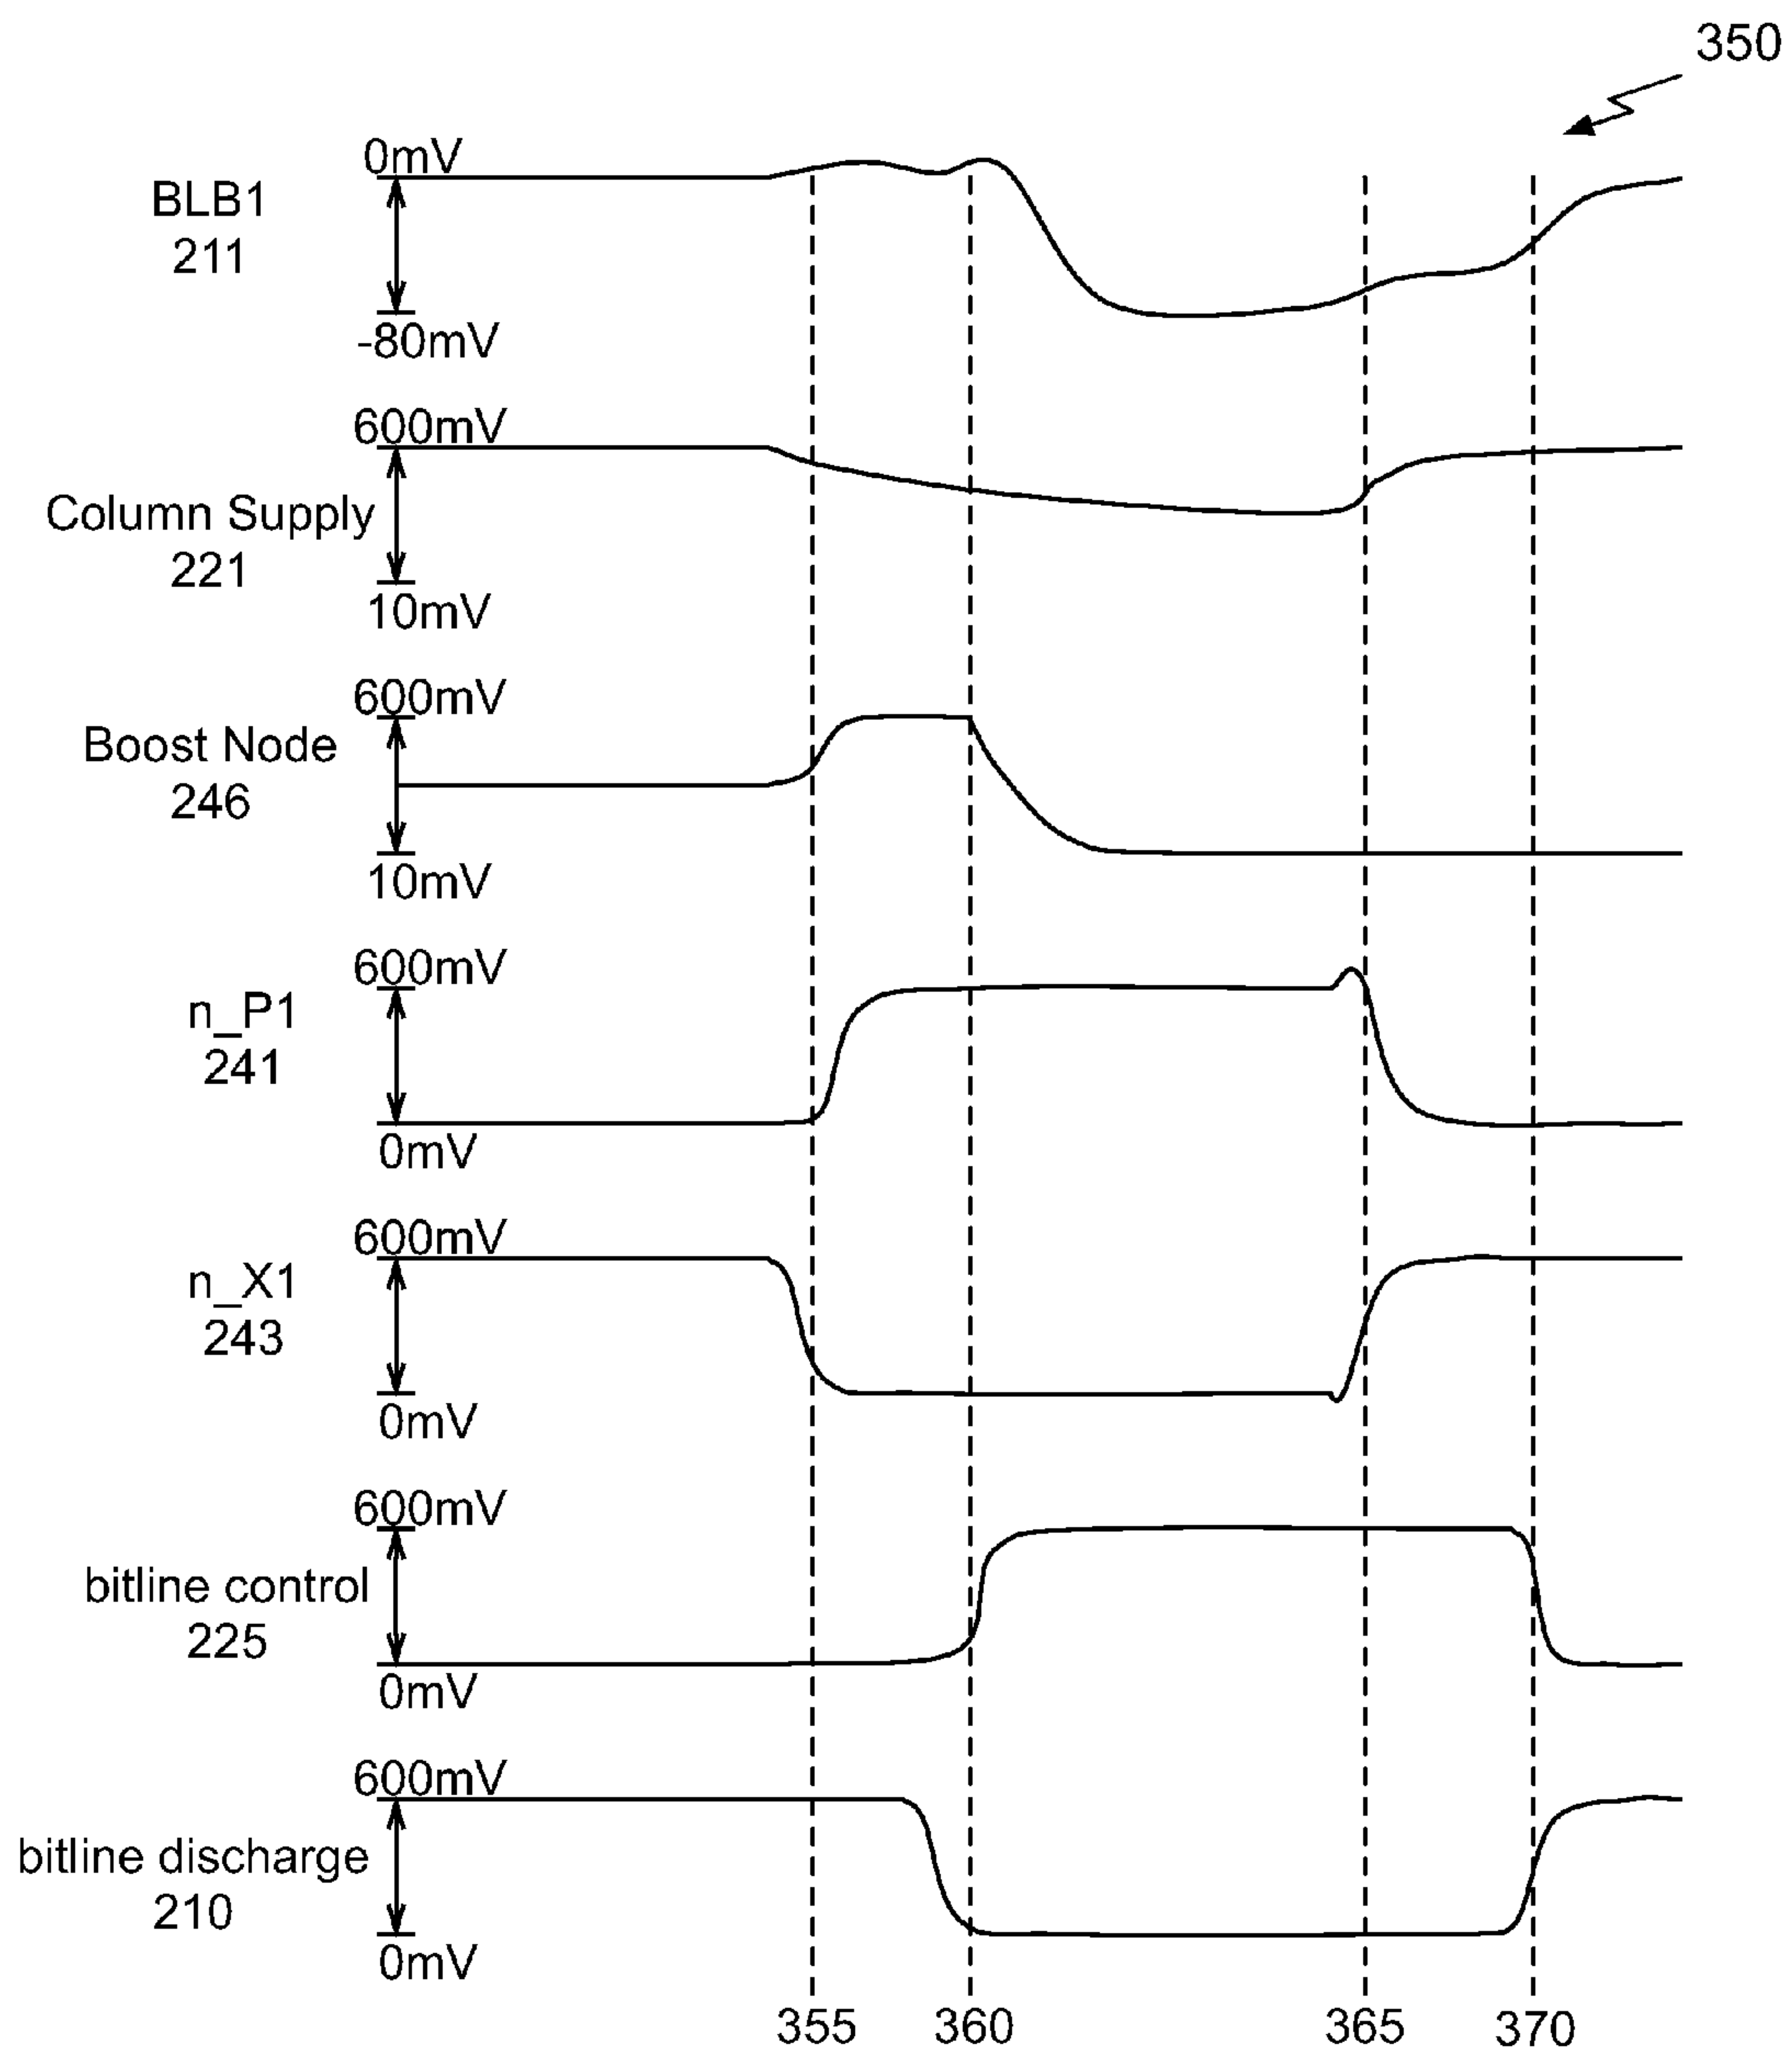 350
0mV
BLB1
211
-80mV
600mV
Column Supply
221
10mV
600mV
Boost Node
246
10mV
600mV
n_P1
241
0mV
600mV
n_X1
243
0mV
600mV
bitline control
225
0mV
600mV
bitline discharge
210
0mV
355 360 365 370